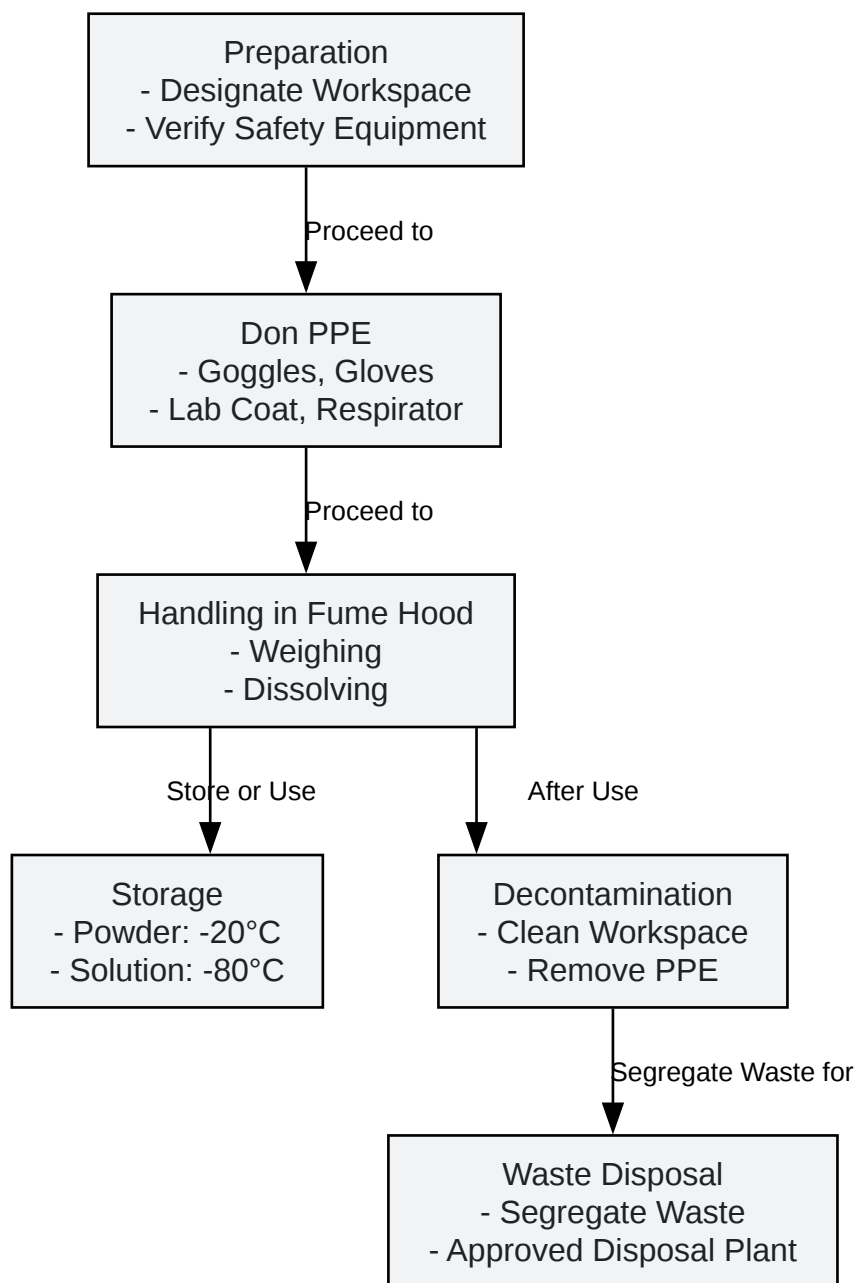 Preparation
- Designate Workspace
- Verify Safety Equipment
Proceed to
Don PPE
- Goggles, Gloves
- Lab Coat, Respirator
Proceed to
Handling in Fume Hood
- Weighing
- Dissolving
Store or Use
After Use
Storage
- Powder: -20°C
- Solution: -80°C
Decontamination
- Clean Workspace
- Remove PPE
Segregate Waste for
Waste Disposal
- Segregate Waste
- Approved Disposal Plant